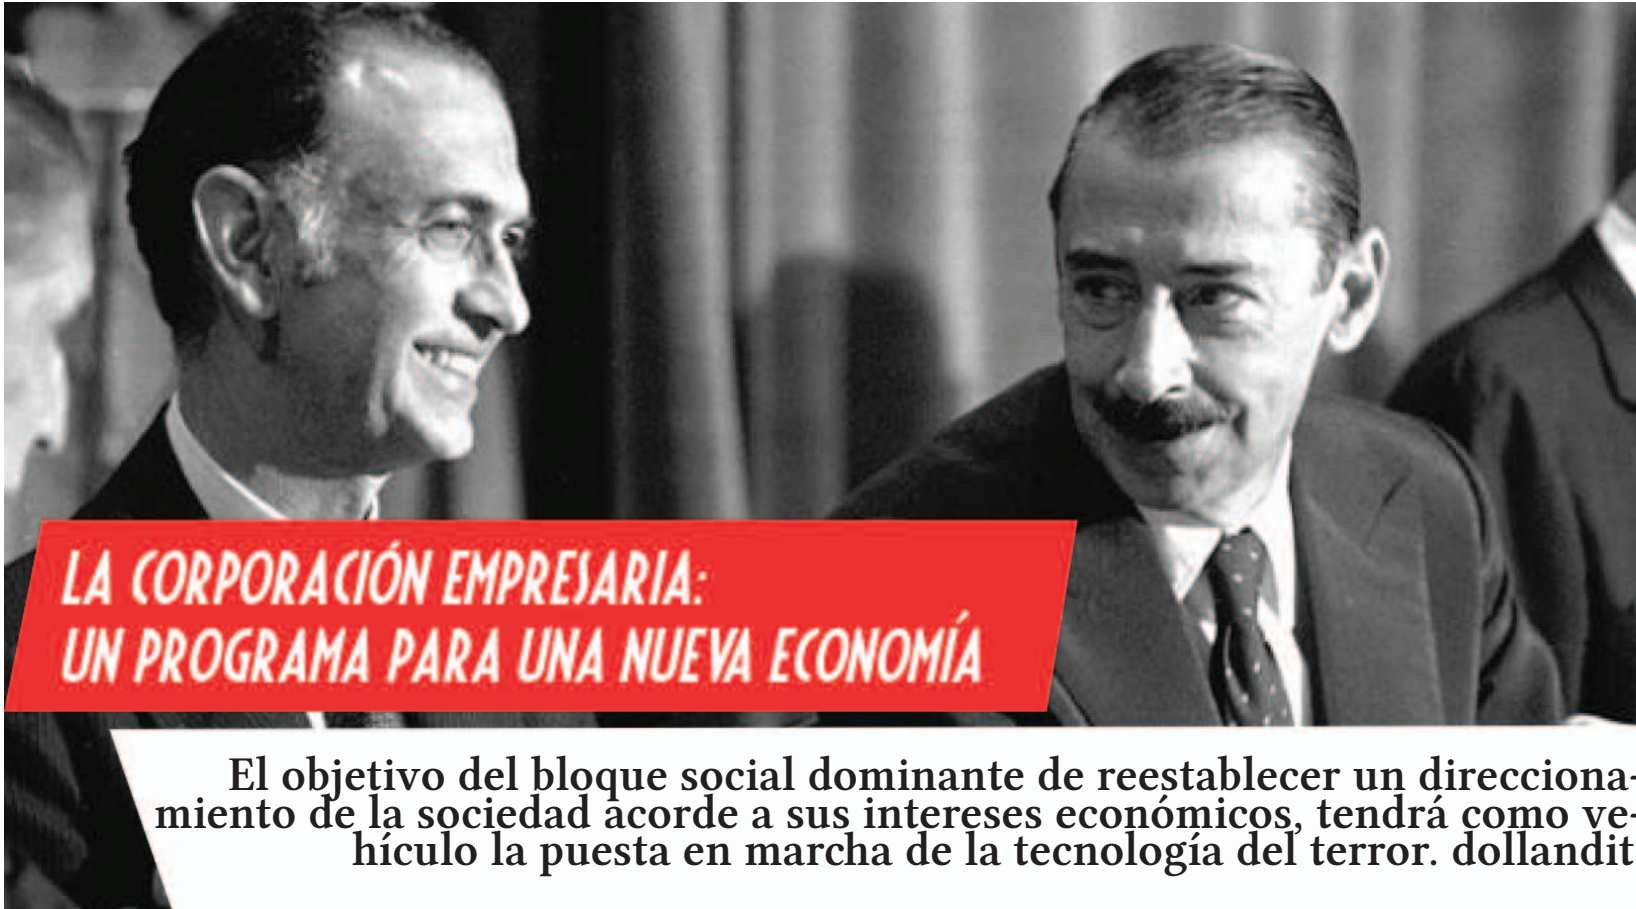 LA CORPORACIÓN EMPRESARIA:
UN PROGRAMA PARA UNA NUEVA ECONOMÍA
El objetivo del bloque social dominante de reestablecer un direcciona-
miento de la sociedad acorde a sus intereses económicos, tendrá como ve-
hículo la puesta en marcha de la tecnología del terror. dollandit